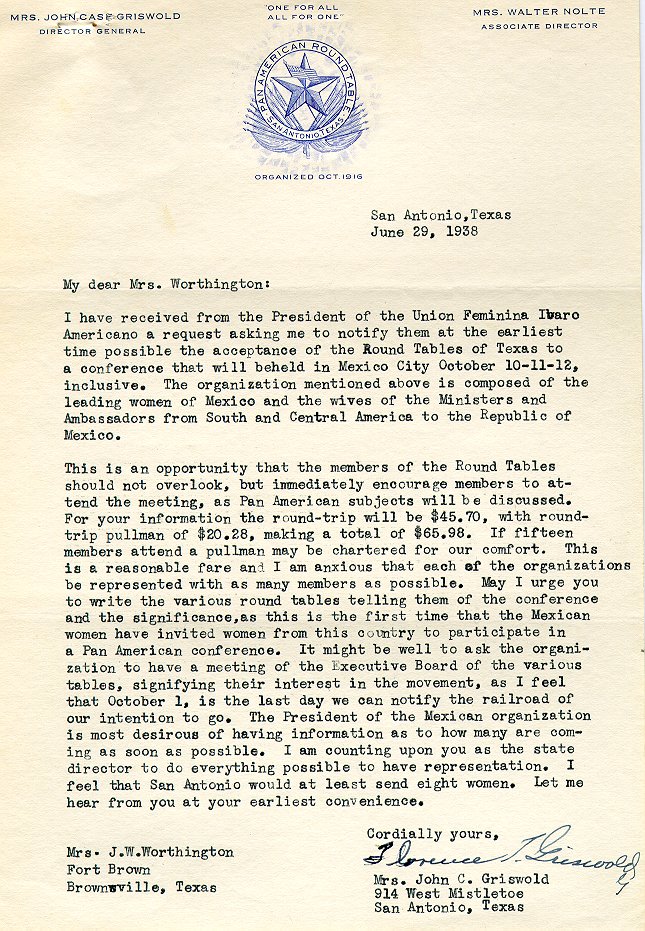 "ONE FOR ALL
ALL FOR ONE"
MRS. JOHN CASE GRISWOLD
DIRECTOR GENERAL
MRS. WALTER NOLTE
ASSOCIATE DIRECTOR
PAN AMERICAN ROUND TABLE
SAN ANTONIO, TEXAS
ORGANIZED OCT. 1916
San Antonio,Texas
June 29, 1938
My dear Mrs. Worthington:
I have received from the President of the Union Feminina Ibaro
Americano a request asking me to notify them at the earliest
time possible the acceptance of the Round Tables of Texas to
a conference that will beheld in Mexico City October 10-11-12,
inclusive. The organization mentioned above is composed of the
leading women of Mexico and the wives of the Ministers and
Ambassadors from South and Central America to the Republic of
Mexico.
This is an opportunity that the members of the Round Tables
should not overlook, but immediately encourage members to at-
tend the meeting, as Pan American subjects will be discussed.
For your information the round-trip will be $45.70, with round-
trip pullman of $20.28, making a total of $65.98. If fifteen
members attend a pullman may be chartered for our comfort. This
is a reasonable fare and I am anxious that each of the organizations
be represented with as many members as possible. May I urge you
to write the various round tables telling them of the conference
and the significance,as this is the first time that the Mexican
women have invited women from this country to participate in
a Pan American conference. It might be well to ask the organi-
zation to have a meeting of the Executive Board of the various
tables, signifying their interest in the movement, as I feel
that October 1, is the last day we can notify the railroad of
our intention to go. The President of the Mexican organization
is most desirous of having information as to how many are com-
ing as soon as possible. I am counting upon you as the state
director to do everything possible to have representation. I
feel that San Antonio would at least send eight women. Let me
hear from you at your earliest convenience.
Cordially yours,
Florence T. Griswold
Mrs. John C. Griswold
914 West Mistletoe
San Antonio, Texas
Mrs. J.W.Worthington
Fort Brown
Brownsville, Texas